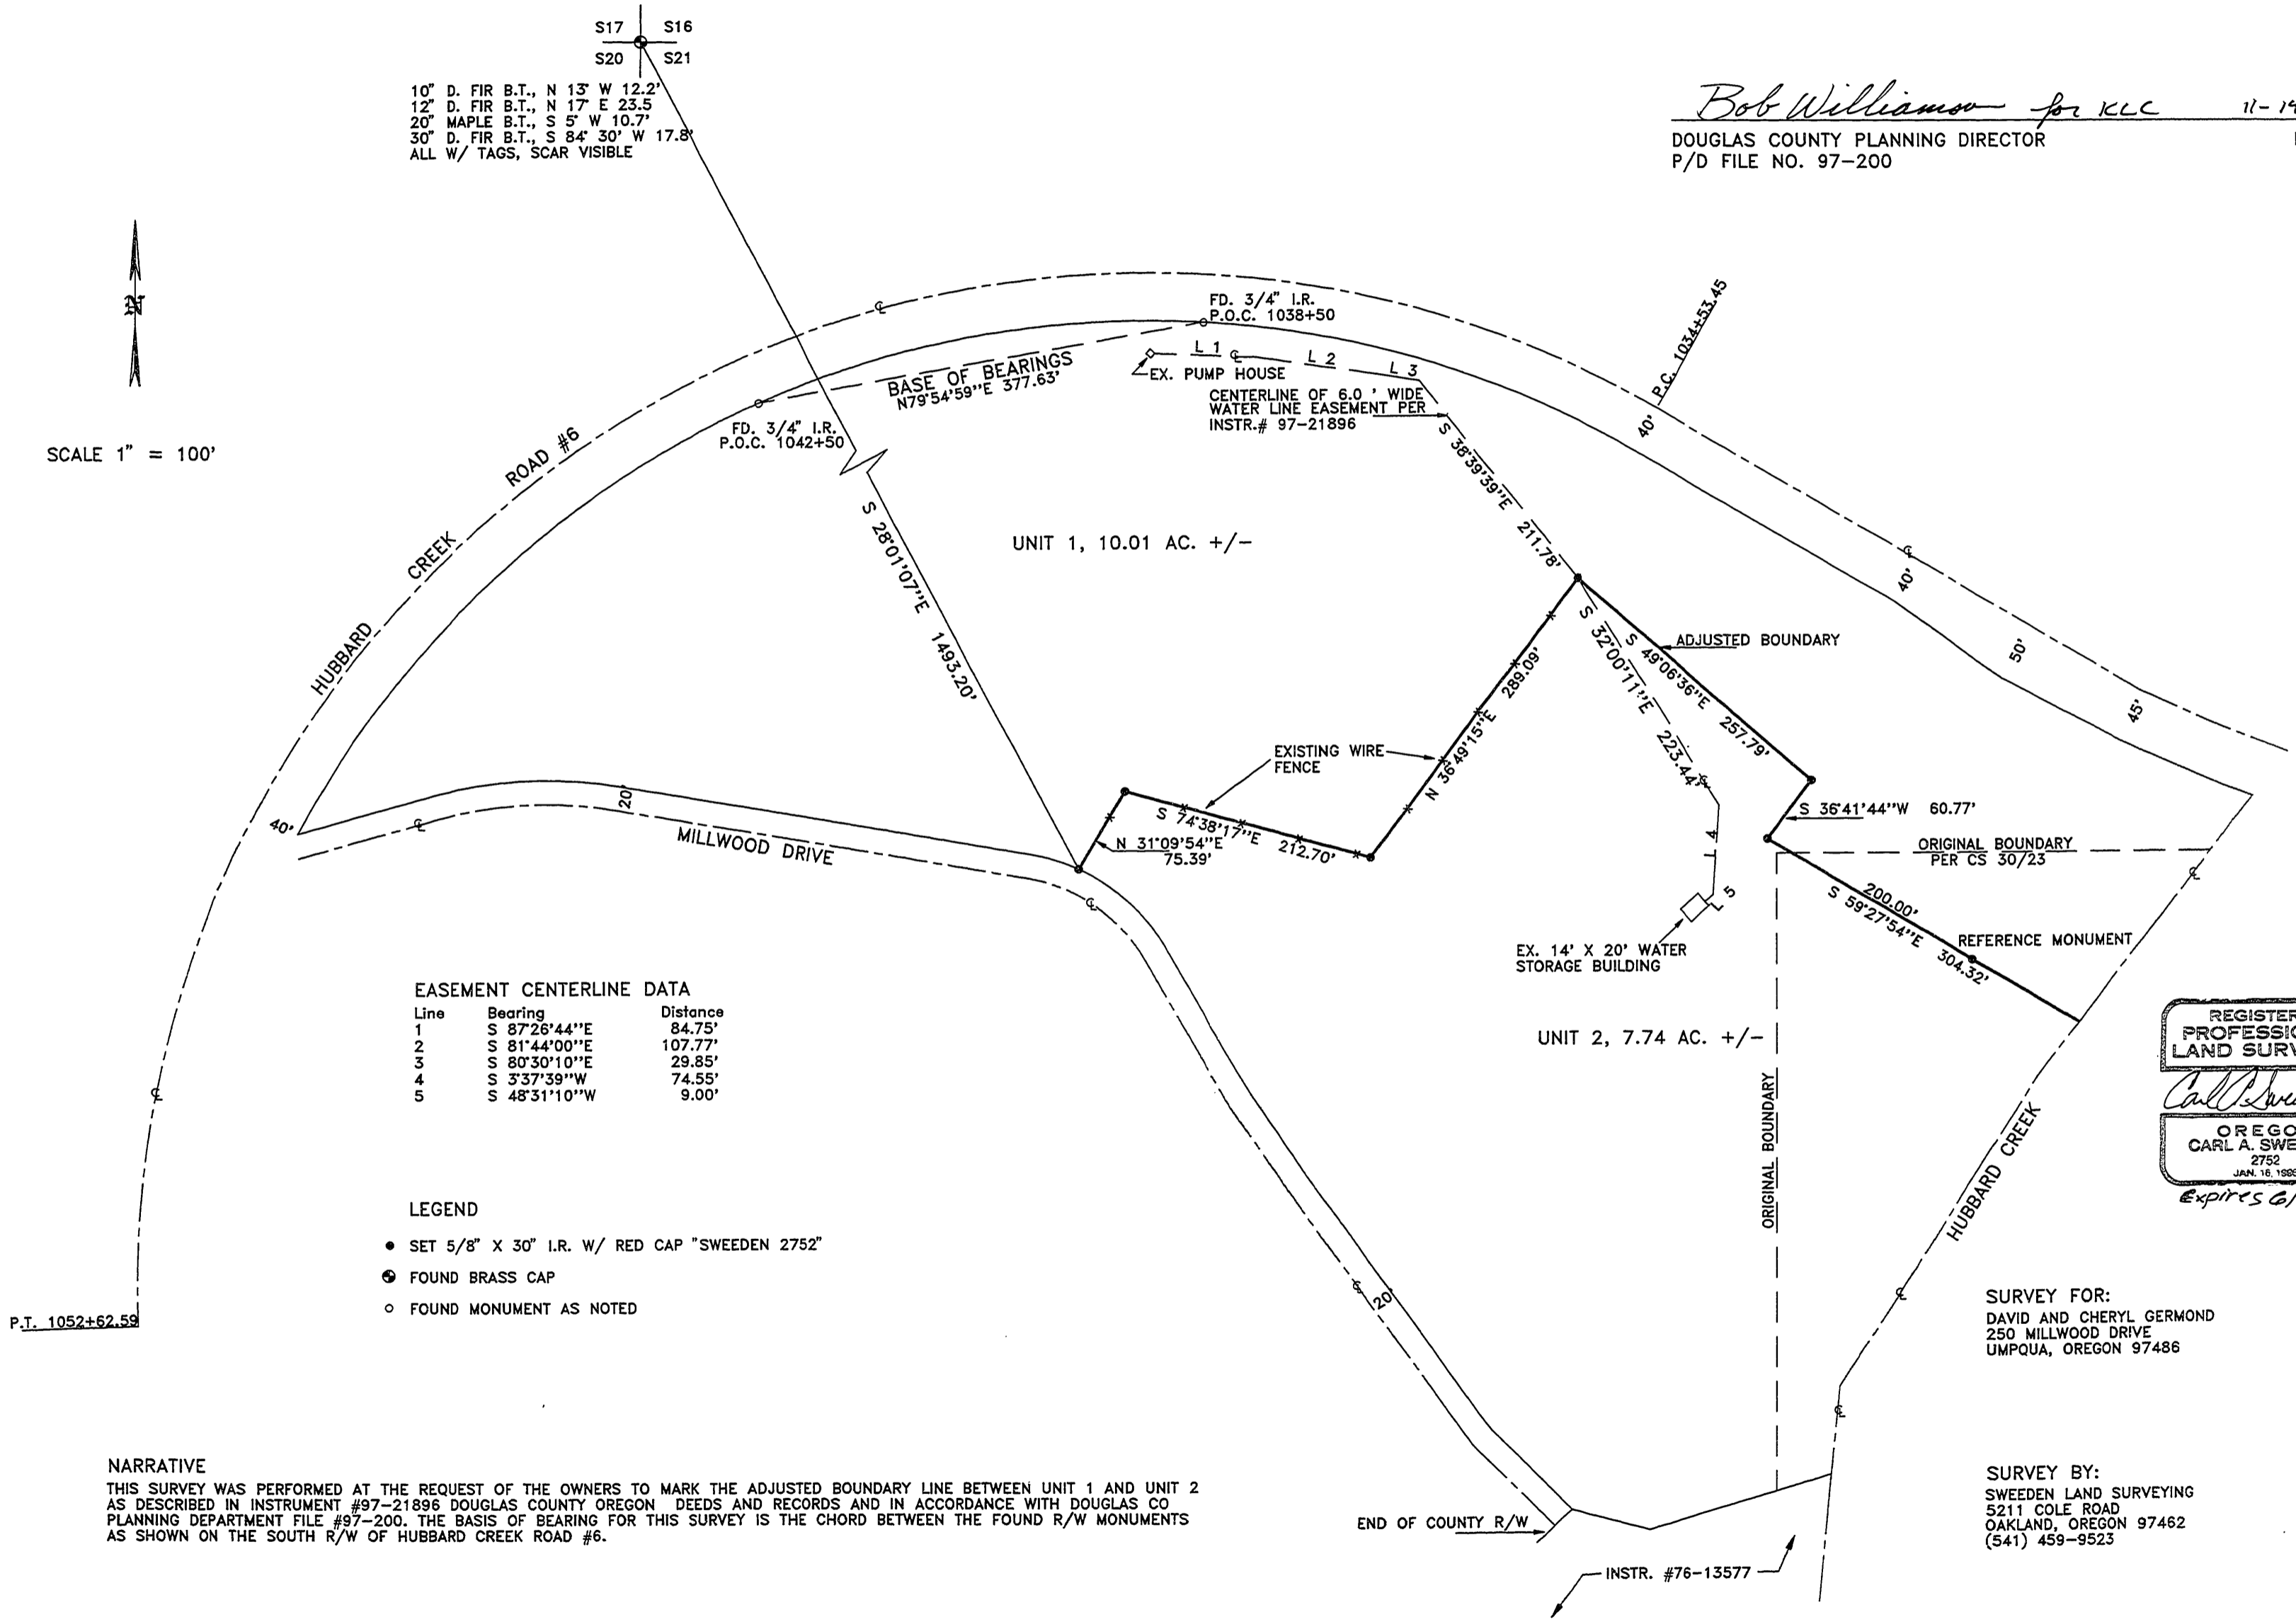 S17 S16
S20 S21
10" D. FIR B.T., N 13° W 12.2'
12" D. FIR B.T., N 17° E 23.5
20" MAPLE B.T., S 5° W 10.7'
30" D. FIR B.T., S 84° 30' W 17.8'
ALL W/ TAGS, SCAR VISIBLE
Bob Williamson for KLC
DOUGLAS COUNTY PLANNING DIRECTOR
P/D FILE NO. 97-200
N
SCALE 1" = 100'
FD. 3/4" I.R.
P.O.C. 1038+50
BASE OF BEARINGS
N79°54'59"E 377.63'
FD. 3/4" I.R.
P.O.C. 1042+50
L 1
℄
L 2
L 3
EX. PUMP HOUSE
CENTERLINE OF 6.0 ' WIDE
WATER LINE EASEMENT PER
INSTR.# 97-21896
P.C. 1034+53.45
40'
℄
40'
50'
45'
℄
HUBBARD CREEK ROAD #6
℄
S 38°39'39"E 211.78'
S 28°01'07"E 1493.20'
UNIT 1, 10.01 AC. +/-
ADJUSTED BOUNDARY
S 49°06'36"E 257.79'
S 32°00'11"E 223.44'
℄
N 36°49'15"E 289.09'
EXISTING WIRE
FENCE
S 74°38'17"E 212.70'
N 31°09'54"E
75.39'
S 36°41'44"W 60.77'
ORIGINAL BOUNDARY
PER CS 30/23
℄
200.00'
S 59°27'54"E 304.32'
REFERENCE MONUMENT
40'
℄
20'
MILLWOOD DRIVE
℄
L 4
L 5
EX. 14' X 20' WATER
STORAGE BUILDING
UNIT 2, 7.74 AC. +/-
ORIGINAL BOUNDARY
HUBBARD CREEK
℄
℄
EASEMENT CENTERLINE DATA
Line Bearing Distance
1 S 87°26'44"E 84.75'
2 S 81°44'00"E 107.77'
3 S 80°30'10"E 29.85'
4 S 3°37'39"W 74.55'
5 S 48°31'10"W 9.00'
LEGEND
SET 5/8" X 30" I.R. W/ RED CAP "SWEEDEN 2752"
FOUND BRASS CAP
FOUND MONUMENT AS NOTED
P.T. 1052+62.59
℄
20'
REGISTER
PROFESSI
LAND SURV
OREGO
CARL A. SWE
2752
Expires 6/
SURVEY FOR:
DAVID AND CHERYL GERMOND
250 MILLWOOD DRIVE
UMPQUA, OREGON 97486
NARRATIVE
THIS SURVEY WAS PERFORMED AT THE REQUEST OF THE OWNERS TO MARK THE ADJUSTED BOUNDARY LINE BETWEEN UNIT 1 AND UNIT 2
AS DESCRIBED IN INSTRUMENT #97-21896 DOUGLAS COUNTY OREGON DEEDS AND RECORDS AND IN ACCORDANCE WITH DOUGLAS CO
PLANNING DEPARTMENT FILE #97-200. THE BASIS OF BEARING FOR THIS SURVEY IS THE CHORD BETWEEN THE FOUND R/W MONUMENTS
AS SHOWN ON THE SOUTH R/W OF HUBBARD CREEK ROAD #6.
END OF COUNTY R/W
INSTR. #76-13577
SURVEY BY:
SWEEDEN LAND SURVEYING
5211 COLE ROAD
OAKLAND, OREGON 97462
(541) 459-9523